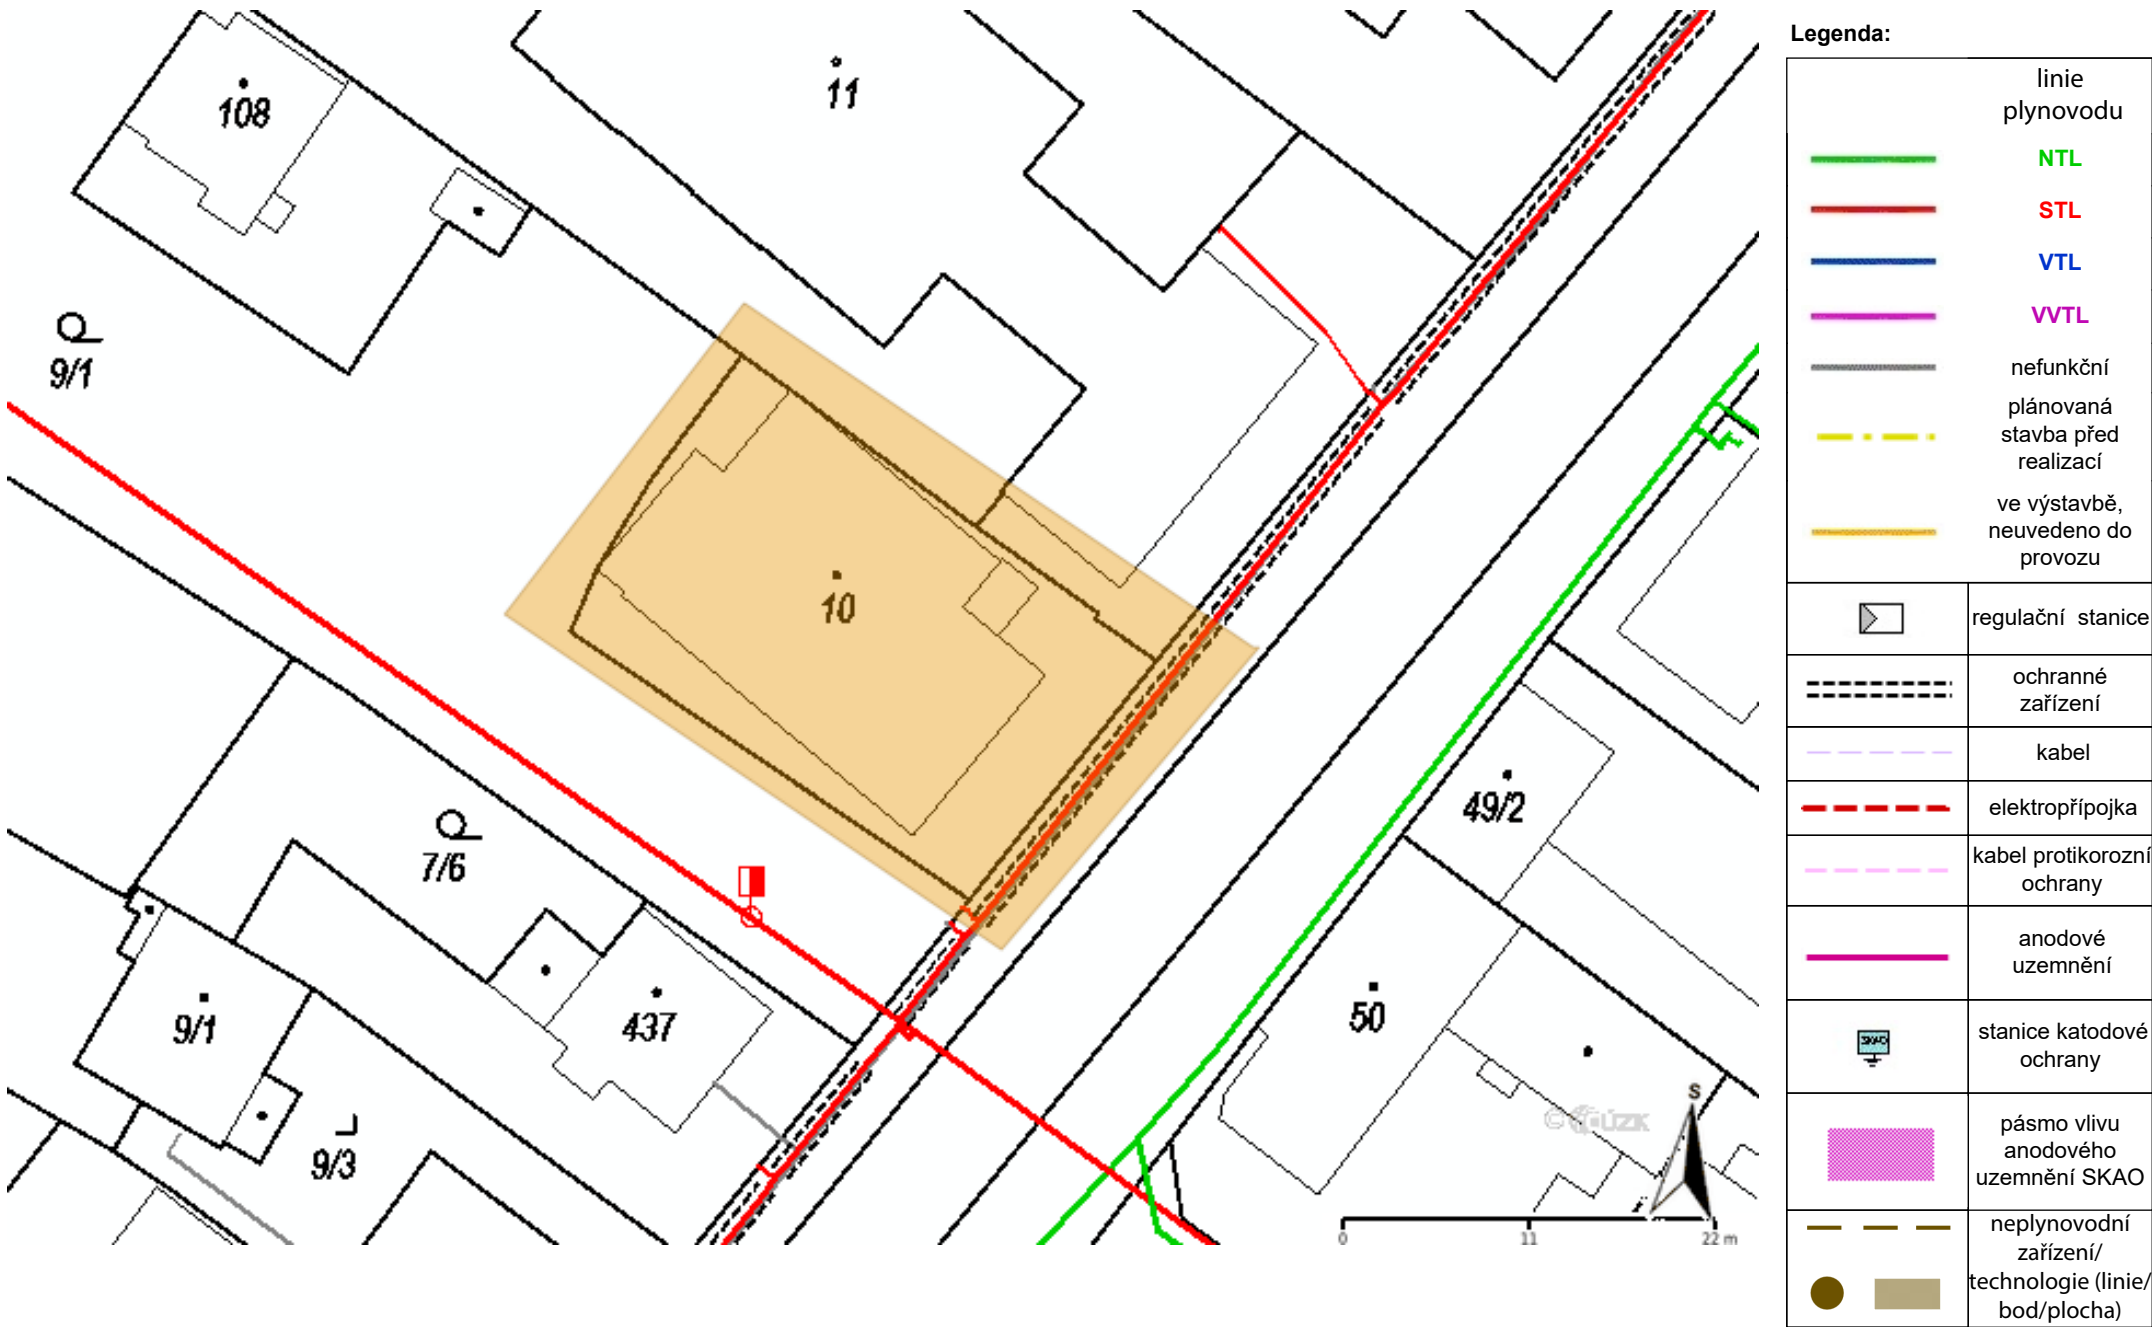 108
11
9/1
10
7/6
49/2
437
9/1
50
9/3
S
0 11 22 m
Legenda:
linie
plynovodu
NTL
STL
VTL
VVTL
nefunkční
plánovaná
stavba před
realizací
ve výstavbě,
neuvedeno do
provozu
regulační stanice
ochranné
zařízení
kabel
elektropřípojka
kabel protikorozní
ochrany
anodové
uzemnění
SKAO
stanice katodové
ochrany
pásmo vlivu
anodového
uzemnění SKAO
neplynovodní
zařízení/
technologie (linie/
bod/plocha)